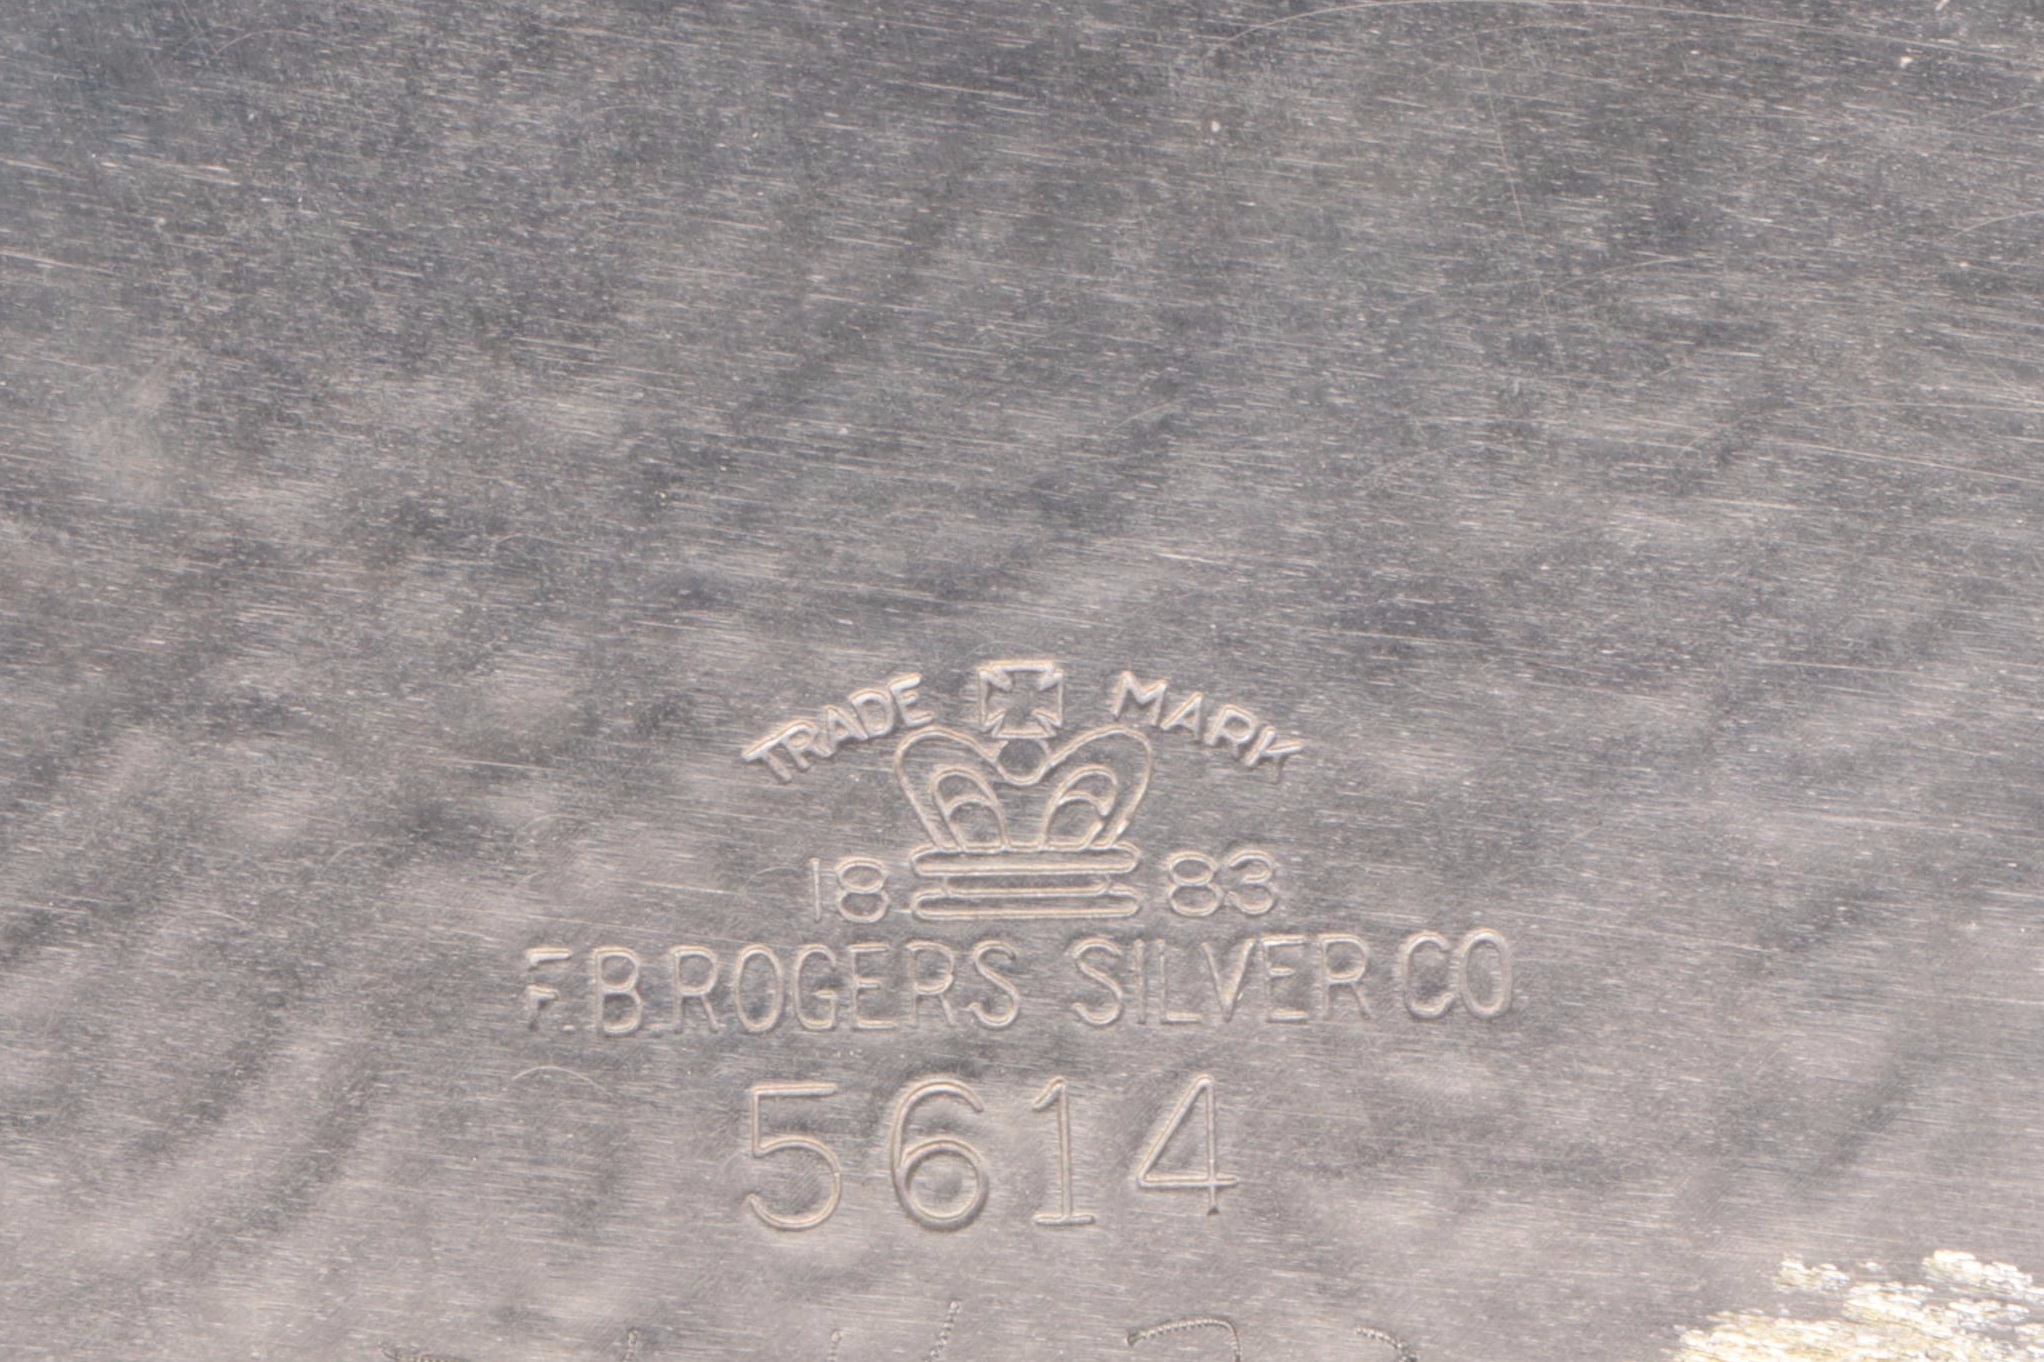 TRADE MARK
18 83
F.B.ROGERS SILVER CO
5614